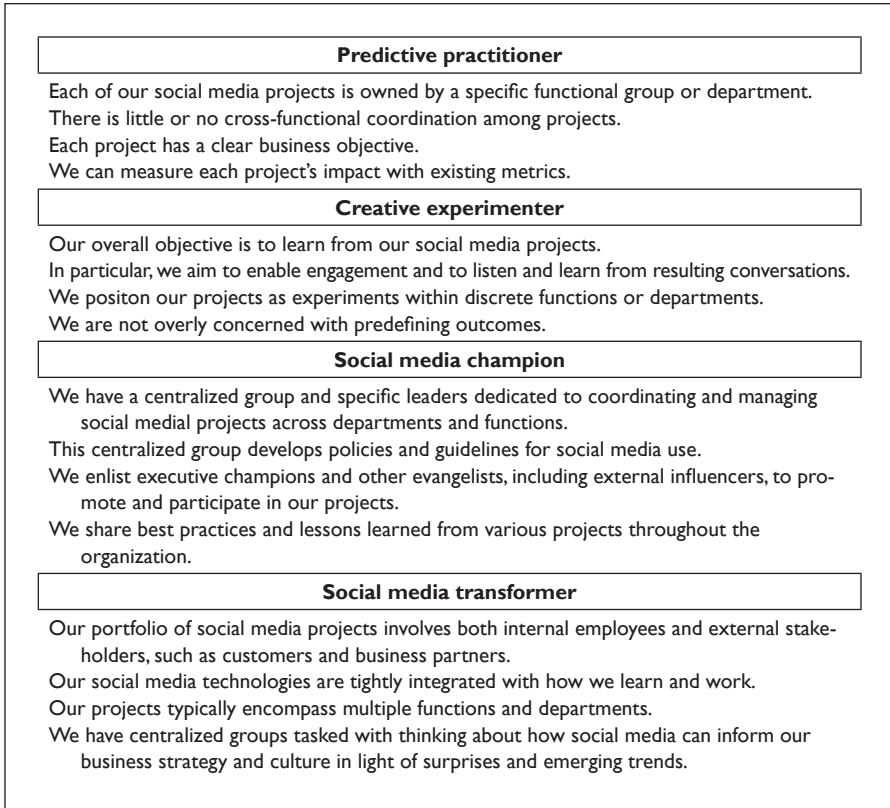 Predictive practitioner
Each of our social media projects is owned by a specific functional group or department.
There is little or no cross-functional coordination among projects.
Each project has a clear business objective.
We can measure each project's impact with existing metrics.
Creative experimenter
Our overall objective is to learn from our social media projects.
In particular, we aim to enable engagement and to listen and learn from resulting conversations.
We positon our projects as experiments within discrete functions or departments.
We are not overly concerned with predefining outcomes.
Social media champion
We have a centralized group and specific leaders dedicated to coordinating and managing
social medial projects across departments and functions.
This centralized group develops policies and guidelines for social media use.
We enlist executive champions and other evangelists, including external influencers, to pro-
mote and participate in our projects.
We share best practices and lessons learned from various projects throughout the
organization.
Social media transformer
Our portfolio of social media projects involves both internal employees and external stake-
holders, such as customers and business partners.
Our social media technologies are tightly integrated with how we learn and work.
Our projects typically encompass multiple functions and departments.
We have centralized groups tasked with thinking about how social media can inform our
business strategy and culture in light of surprises and emerging trends.